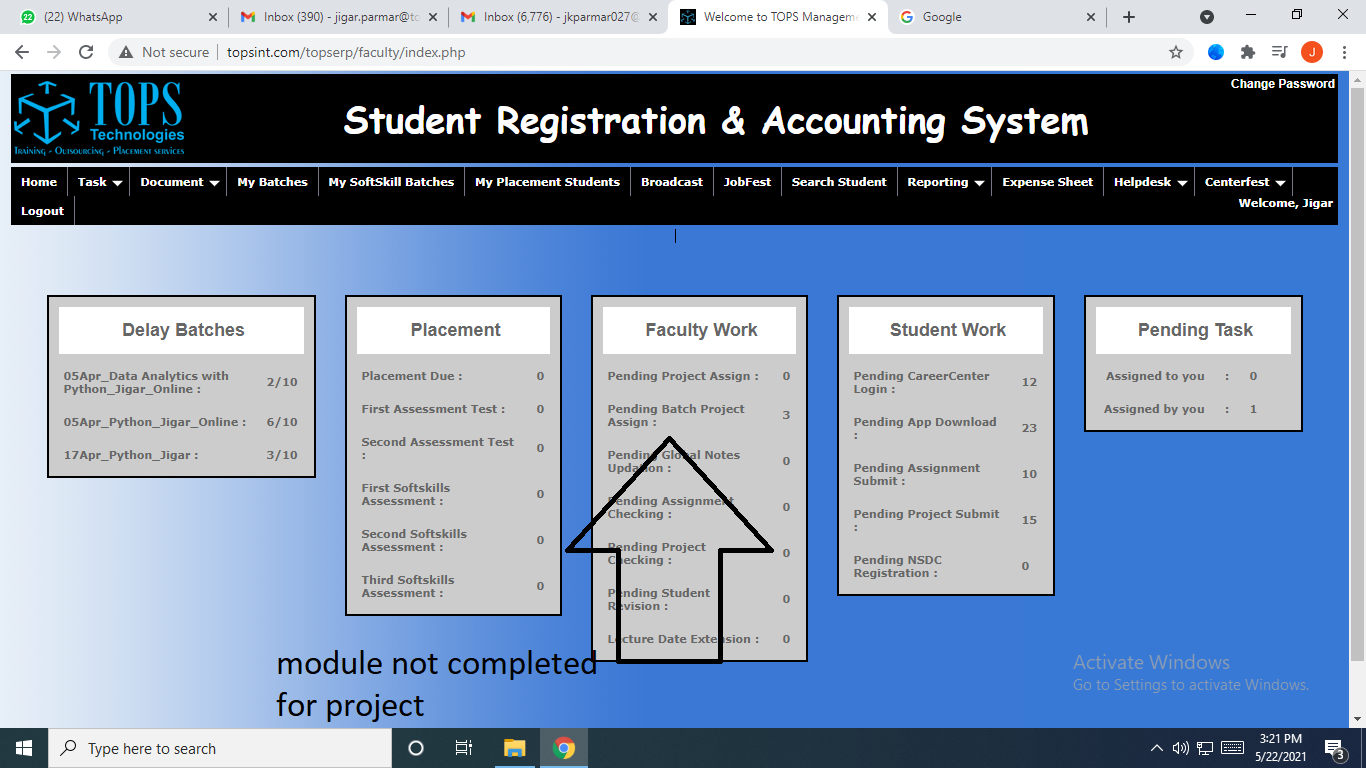 (22) WhatsApp
Inbox (390) - jigar.parmar@to
Inbox (6,776) - jkparmar027@
Welcome to TOPS Managem
Google
Not secure
topsint.com/topserp/faculty/index.php
J
Change Password
TOPS
Technologies
Training - Outsourcing - Placement services
Student Registration & Accounting System
Home
Task
Document
My Batches
My SoftSkill Batches
My Placement Students
Broadcast
JobFest
Search Student
Reporting
Expense Sheet
Helpdesk
Centerfest
Logout
Welcome, Jigar
Delay Batches
05Apr_Data Analytics with
Python_Jigar_Online : 2/10
05Apr_Python_Jigar_Online : 6/10
17Apr_Python_Jigar : 3/10
Placement
Placement Due : 0
First Assessment Test : 0
Second Assessment Test
: 0
First Softskills
Assessment : 0
Second Softskills
Assessment : 0
Third Softskills
Assessment : 0
Faculty Work
Pending Project Assign : 0
Pending Batch Project
Assign : 3
Pending Global Notes
Updation : 0
Pending Assignment
Checking : 0
Pending Project
Checking : 0
Pending Student
Revision : 0
Lecture Date Extension : 0
Student Work
Pending CareerCenter
Login : 12
Pending App Download
: 23
Pending Assignment
Submit : 10
Pending Project Submit
: 15
Pending NSDC
Registration : 0
Pending Task
Assigned to you : 0
Assigned by you : 1
module not completed
for project
Activate Windows
Go to Settings to activate Windows.
Type here to search
3:21 PM
5/22/2021
3